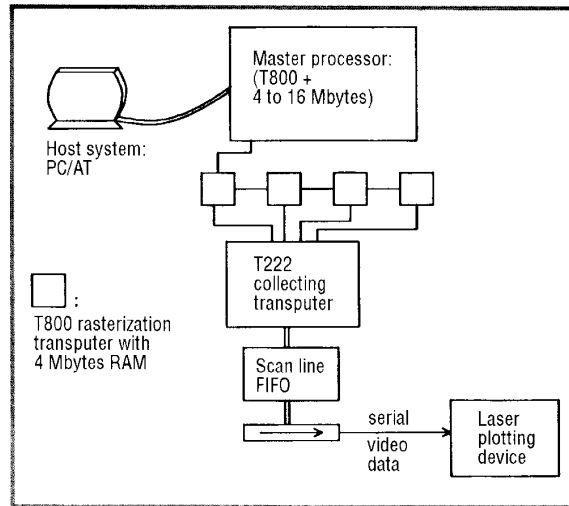 Master processor:
(T800 +
4 to 16 Mbytes)
Host system:
PC/AT
T222
collecting
transputer
:
T800 rasterization
transputer with
4 Mbytes RAM
Scan line
FIFO
serial
video
data
Laser
plotting
device